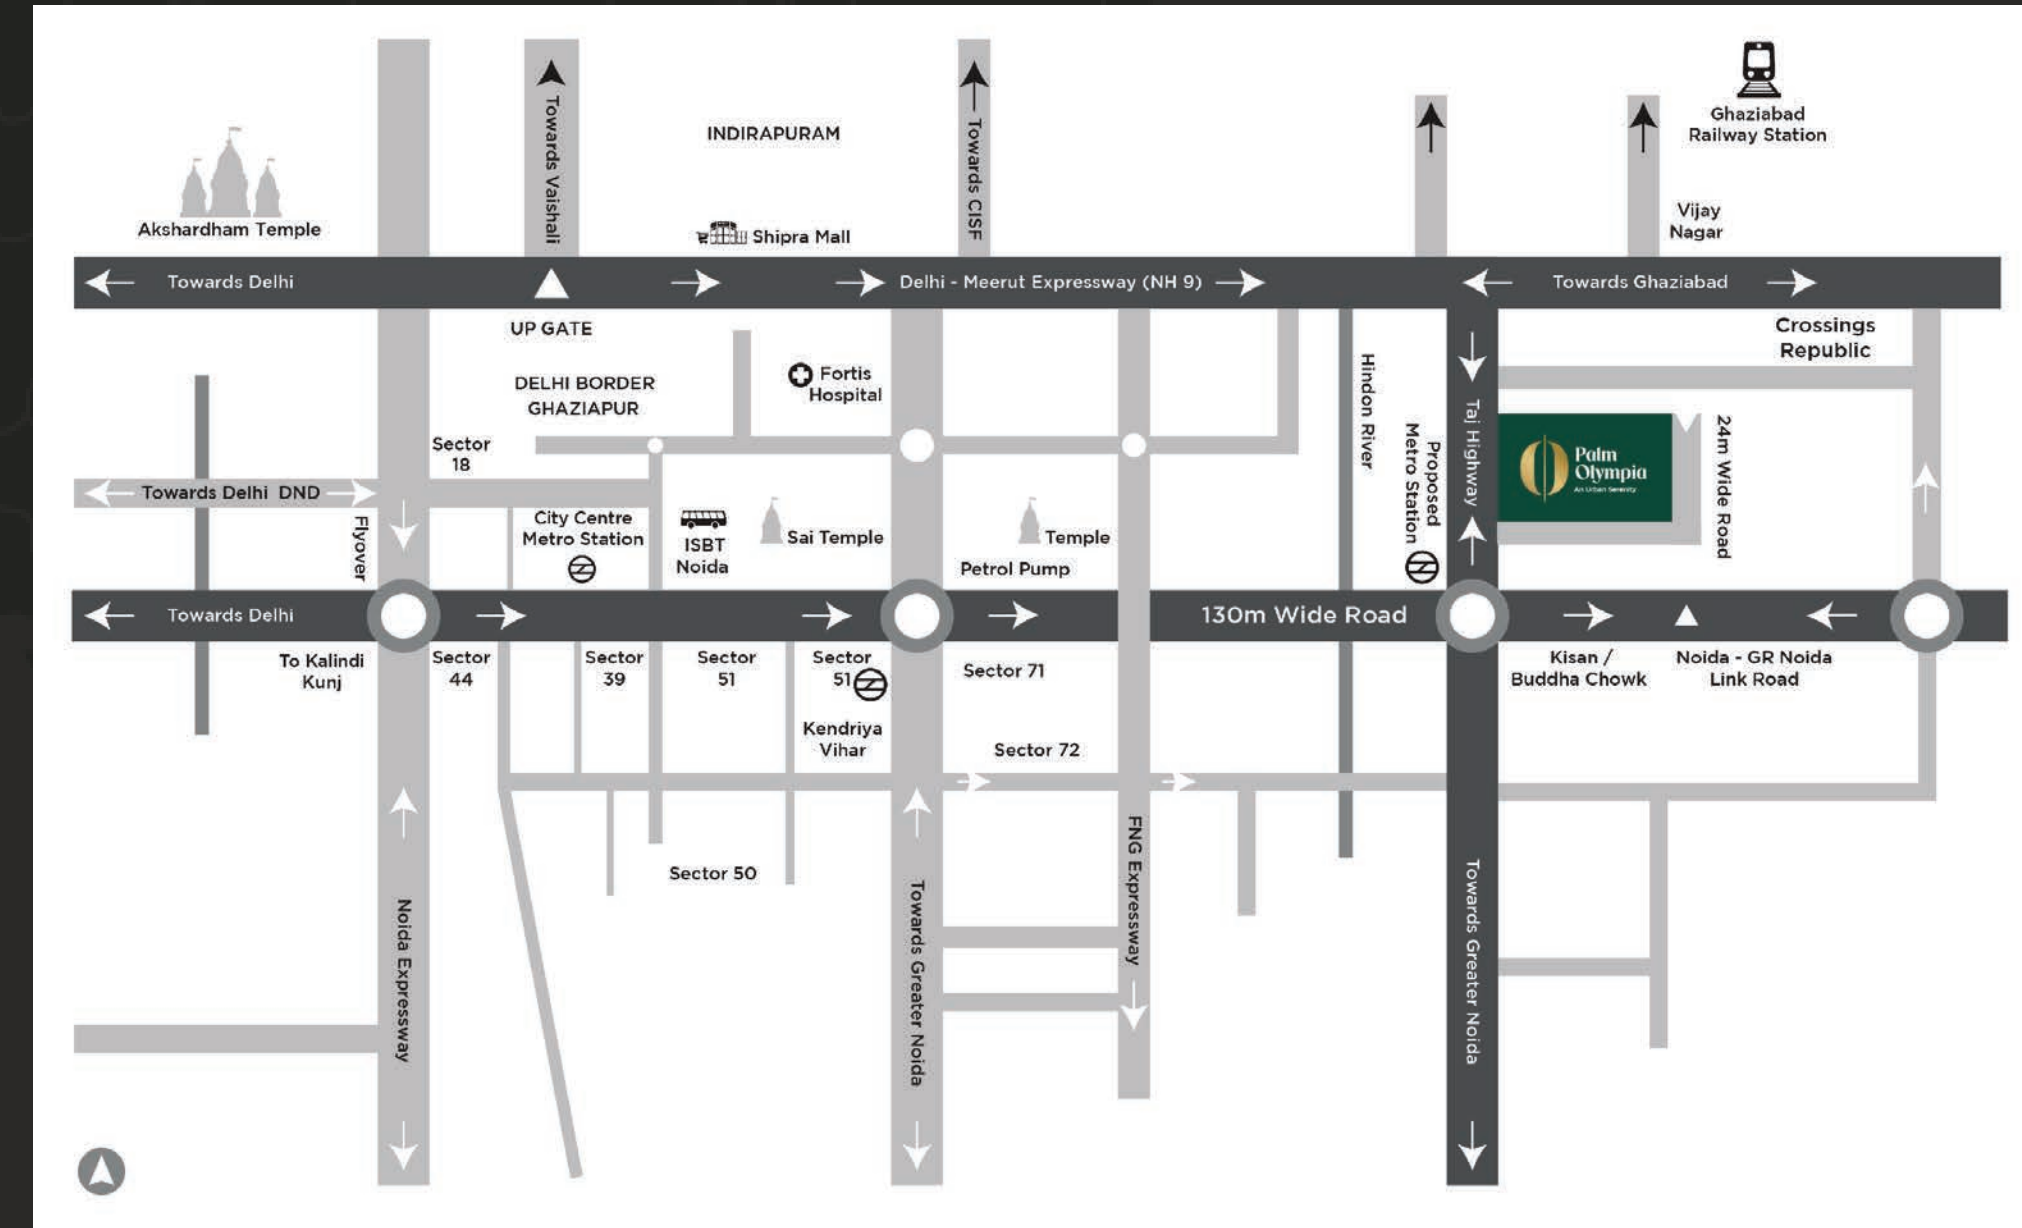 Ghaziabad
Railway Station
Towards Vaishali
INDIRAPURAM
Towards CISF
Akshardham Temple
Shipra Mall
Vijay
Nagar
Towards Delhi
Delhi - Meerut Expressway (NH 9)
Towards Ghaziabad
UP GATE
Crossings
Republic
DELHI BORDER
GHAZIAPUR
Fortis
Hospital
Hindon River
Proposed
Metro Station
Taj Highway
Palm
Olympia
An Urban Serenity
24m Wide Road
Sector
18
Towards Delhi DND
Flyover
City Centre
Metro Station
ISBT
Noida
Sai Temple
Temple
Petrol Pump
Towards Delhi
130m Wide Road
To Kalindi
Kunj
Sector
44
Sector
39
Sector
51
Sector
51
Sector 71
Kisan /
Buddha Chowk
Noida - GR Noida
Link Road
Kendriya
Vihar
Sector 72
Sector 50
Noida Expressway
Towards Greater Noida
FNG Expressway
Towards Greater Noida